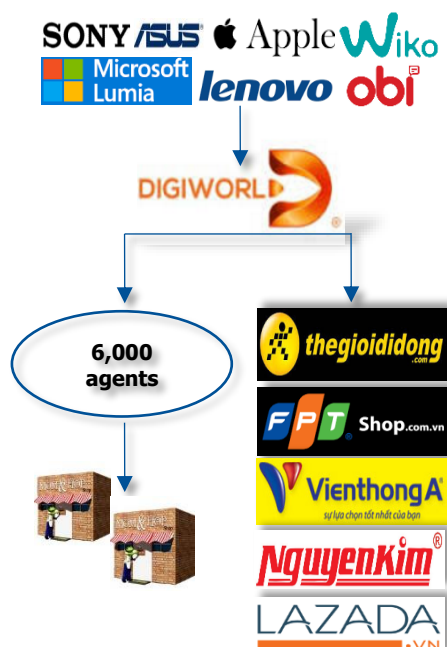 SONY ASUS Apple Wiko
Microsoft
Lumia
lenovo obi
DIGIWORLD
®
6,000
agents
thegioididong
.com
FPT® Shop.com.vn
VienthongA®
sự lựa chọn tốt nhất của bạn
NguyenKim®
LAZADA
.VN